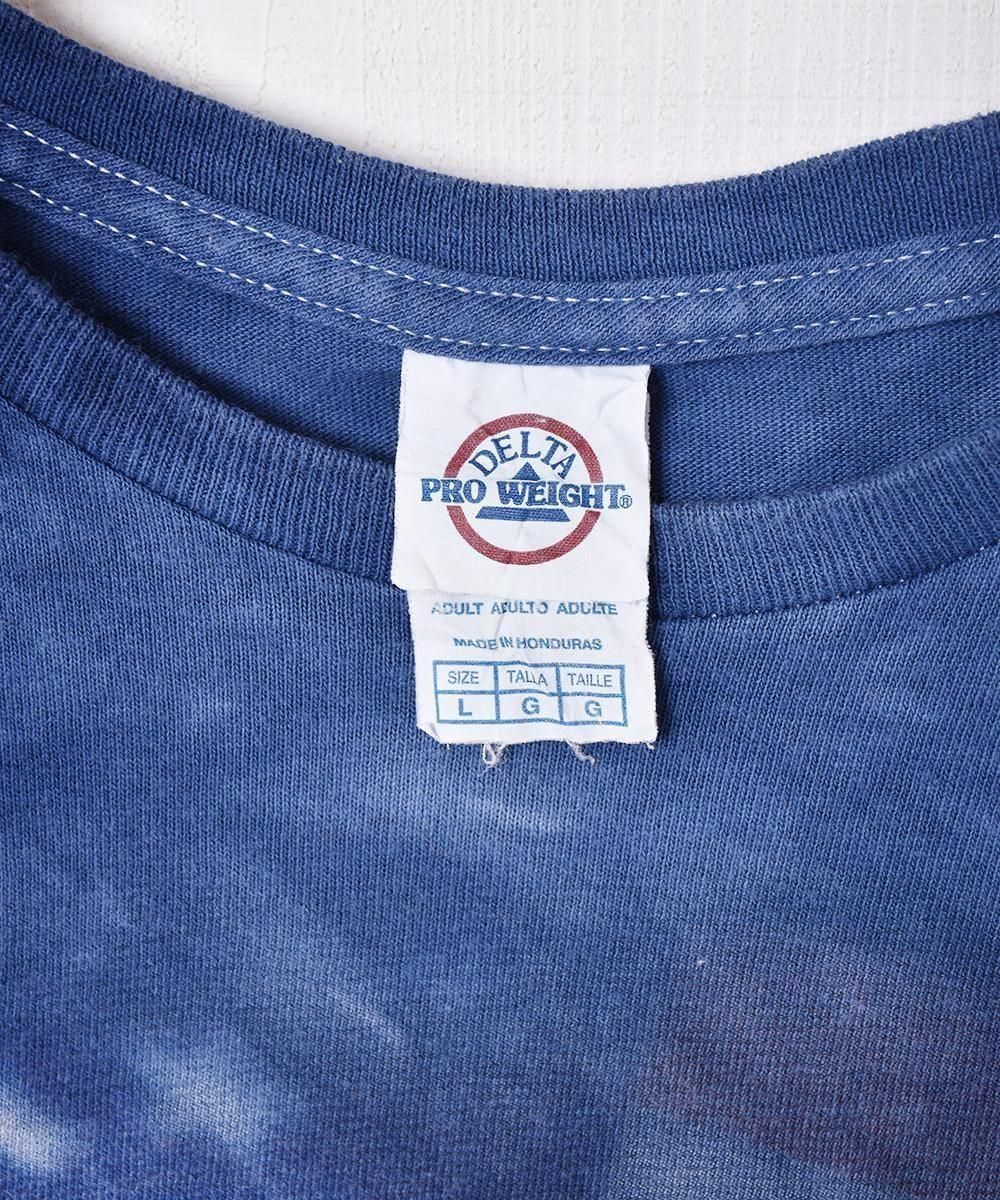 DELTA
PRO WEIGHT®
ADULT ADULTO ADULTE
MADE IN HONDURAS
SIZE TALLA TAILLE
L G G